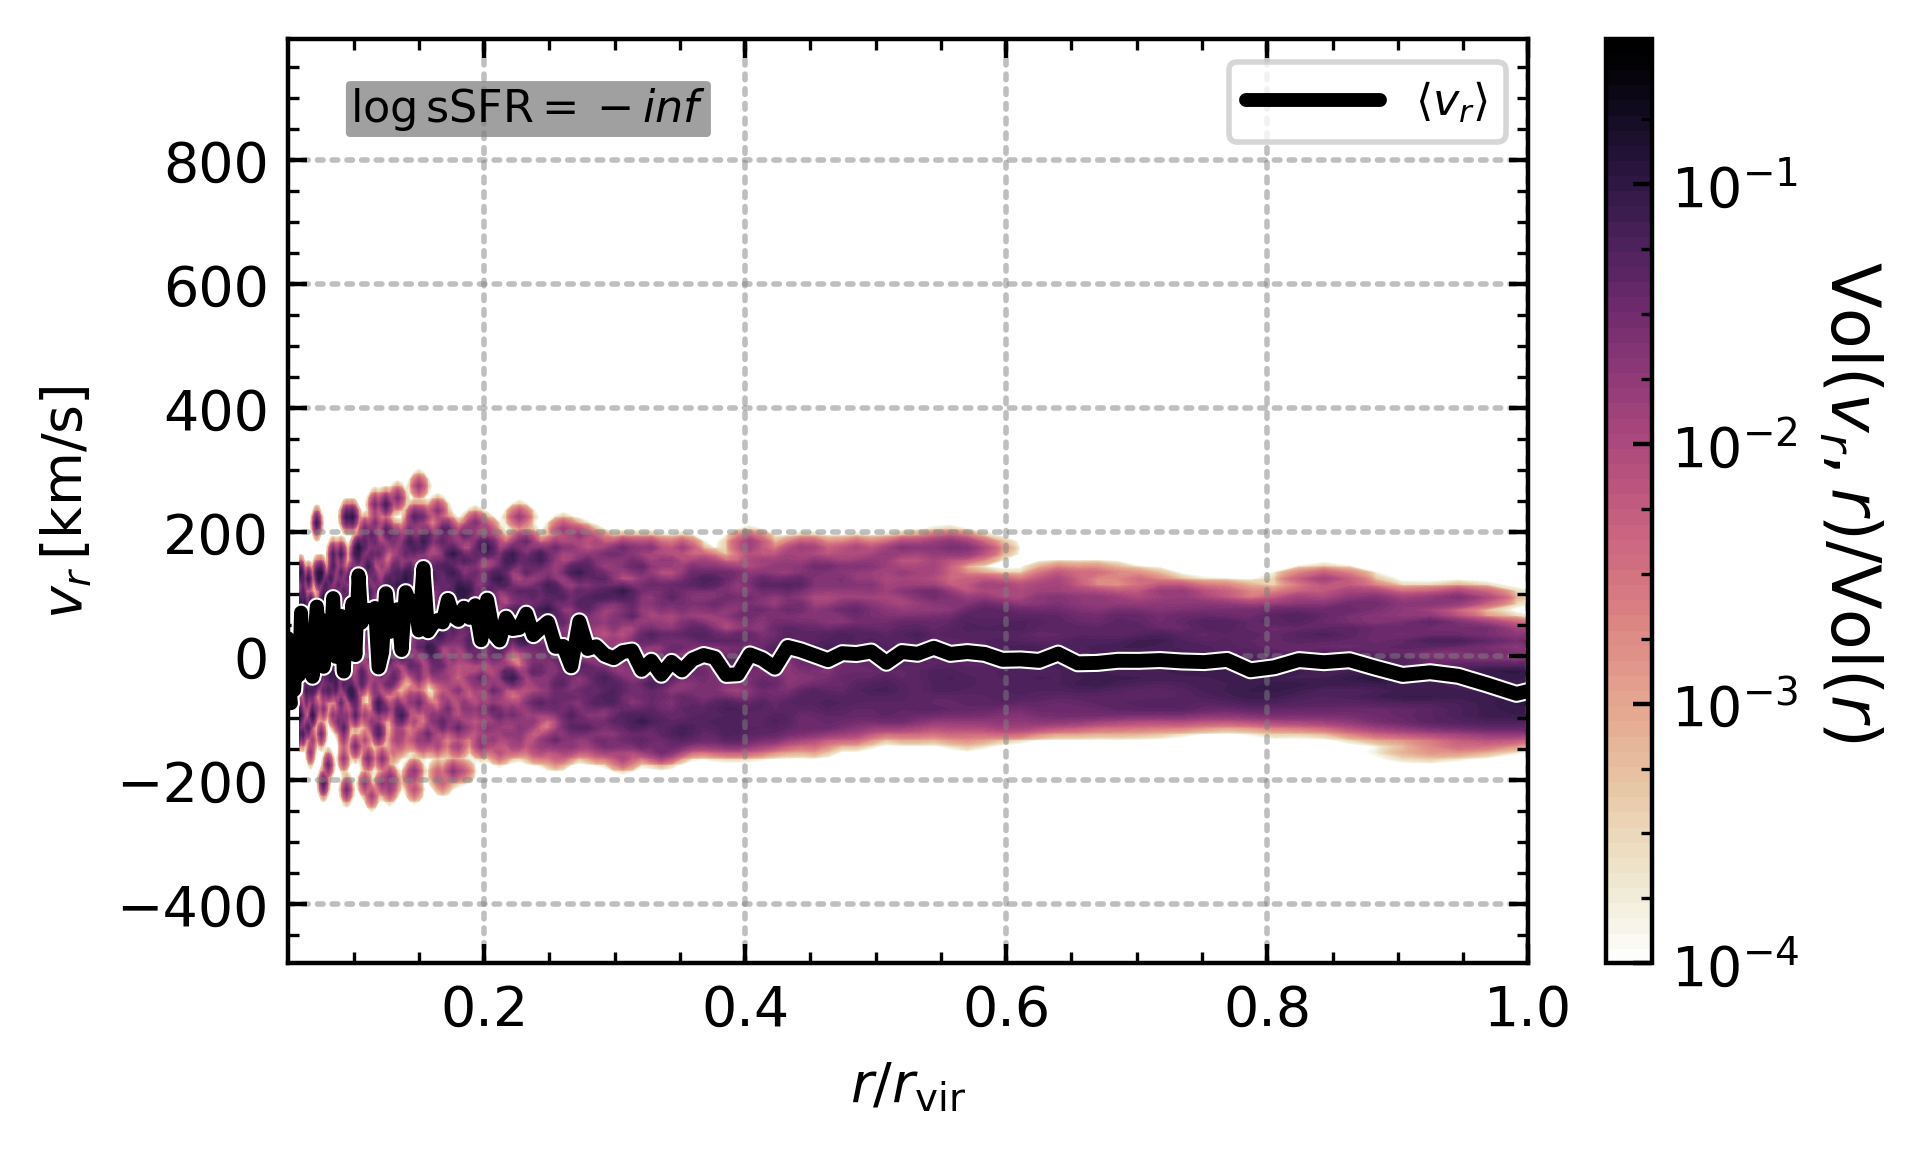 log sSFR = −inf
⟨v_r⟩
800
600
400
200
0
−200
−400
v_r [km/s]
0.2 0.4 0.6 0.8 1.0
r/r_vir
10^−1
10^−2
10^−3
10^−4
Vol(v_r, r)/Vol(r)